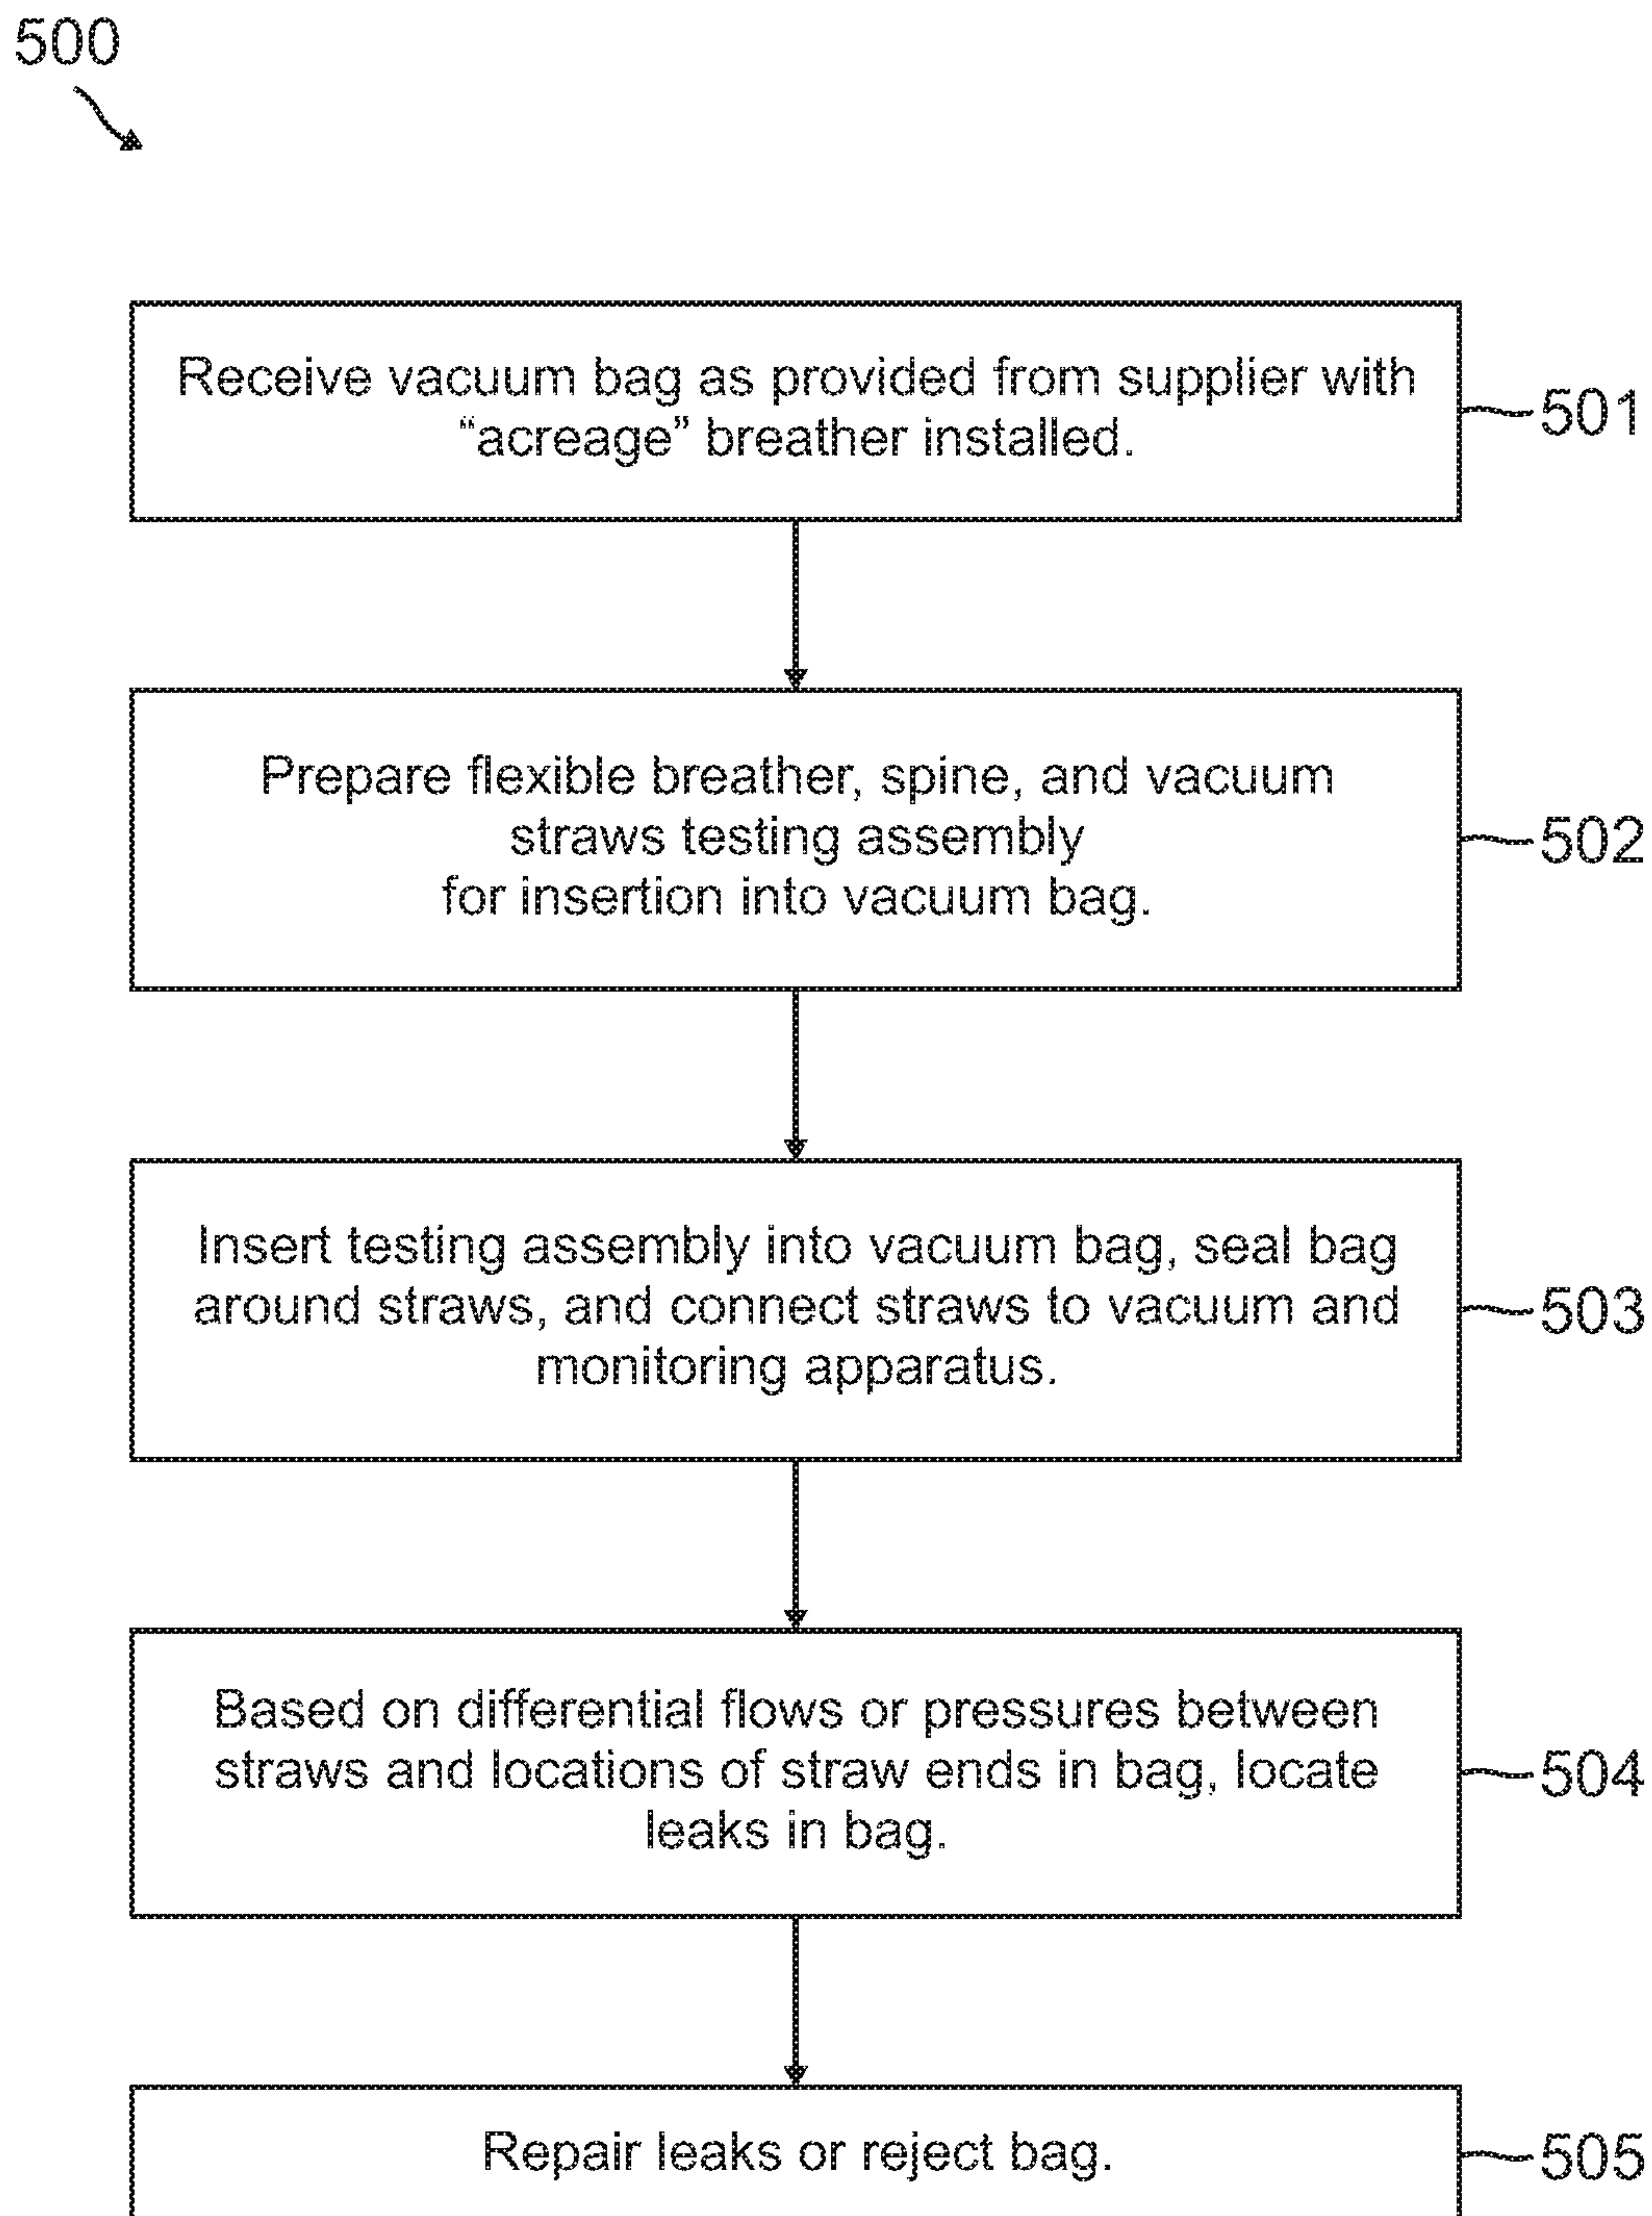 500
Receive vacuum bag as provided from supplier with
“acreage” breather installed.
501
Prepare flexible breather, spine, and vacuum
straws testing assembly
for insertion into vacuum bag.
502
Insert testing assembly into vacuum bag, seal bag
around straws, and connect straws to vacuum and
monitoring apparatus.
503
Based on differential flows or pressures between
straws and locations of straw ends in bag, locate
leaks in bag.
504
Repair leaks or reject bag.
505